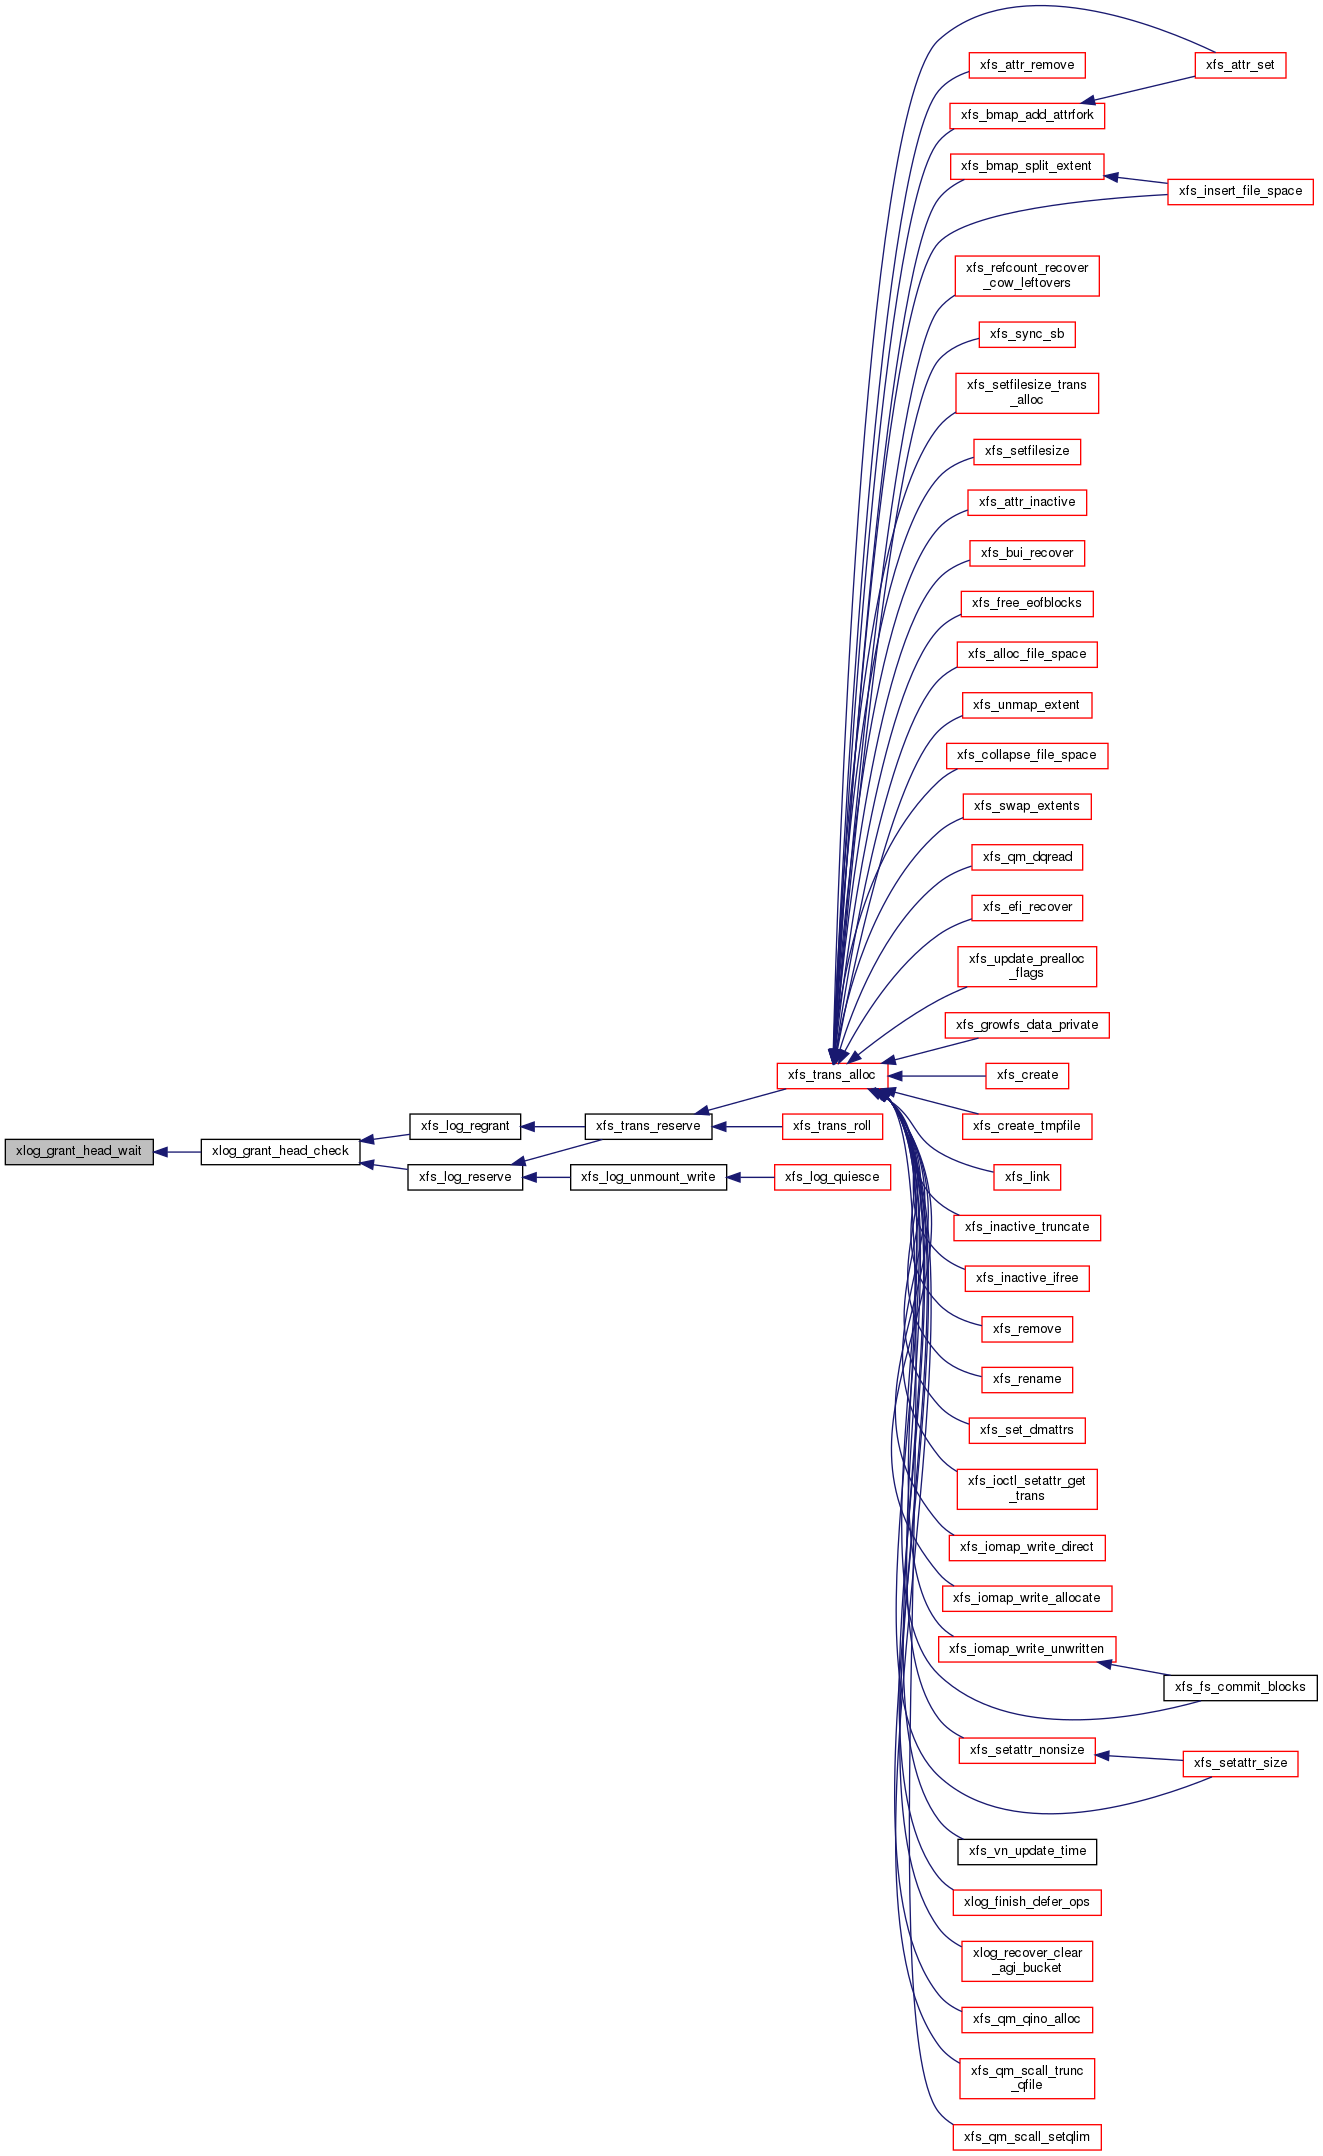 xfs_attr_remove
xfs_attr_set
xfs_bmap_add_attrfork
xfs_bmap_split_extent
xfs_insert_file_space
xfs_refcount_recover
_cow_leftovers
xfs_sync_sb
xfs_setfilesize_trans
_alloc
xfs_setfilesize
xfs_attr_inactive
xfs_bui_recover
xfs_free_eofblocks
xfs_alloc_file_space
xfs_unmap_extent
xfs_collapse_file_space
xfs_swap_extents
xfs_qm_dqread
xfs_efi_recover
xfs_update_prealloc
_flags
xfs_growfs_data_private
xfs_trans_alloc
xfs_create
xfs_log_regrant
xfs_trans_reserve
xfs_trans_roll
xfs_create_tmpfile
xlog_grant_head_wait
xlog_grant_head_check
xfs_log_reserve
xfs_log_unmount_write
xfs_log_quiesce
xfs_link
xfs_inactive_truncate
xfs_inactive_ifree
xfs_remove
xfs_rename
xfs_set_dmattrs
xfs_ioctl_setattr_get
_trans
xfs_iomap_write_direct
xfs_iomap_write_allocate
xfs_iomap_write_unwritten
xfs_fs_commit_blocks
xfs_setattr_nonsize
xfs_setattr_size
xfs_vn_update_time
xlog_finish_defer_ops
xlog_recover_clear
_agi_bucket
xfs_qm_qino_alloc
xfs_qm_scall_trunc
_qfile
xfs_qm_scall_setqlim